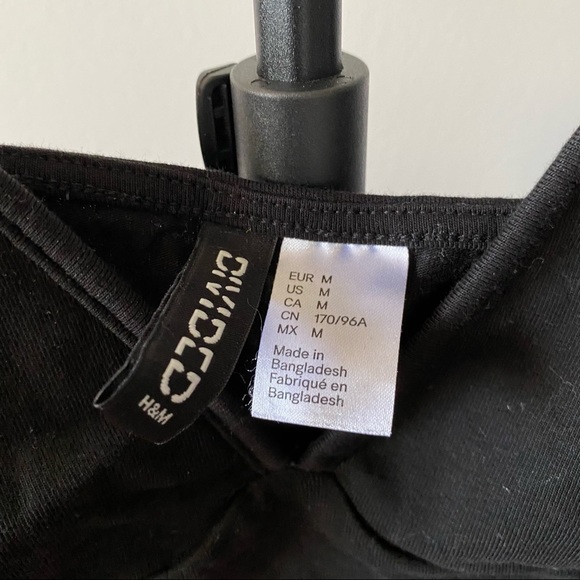 DIVIDED
H&M
EUR M
US M
CA M
CN 170/96A
MX M
Made in
Bangladesh
Fabriqué en
Bangladesh